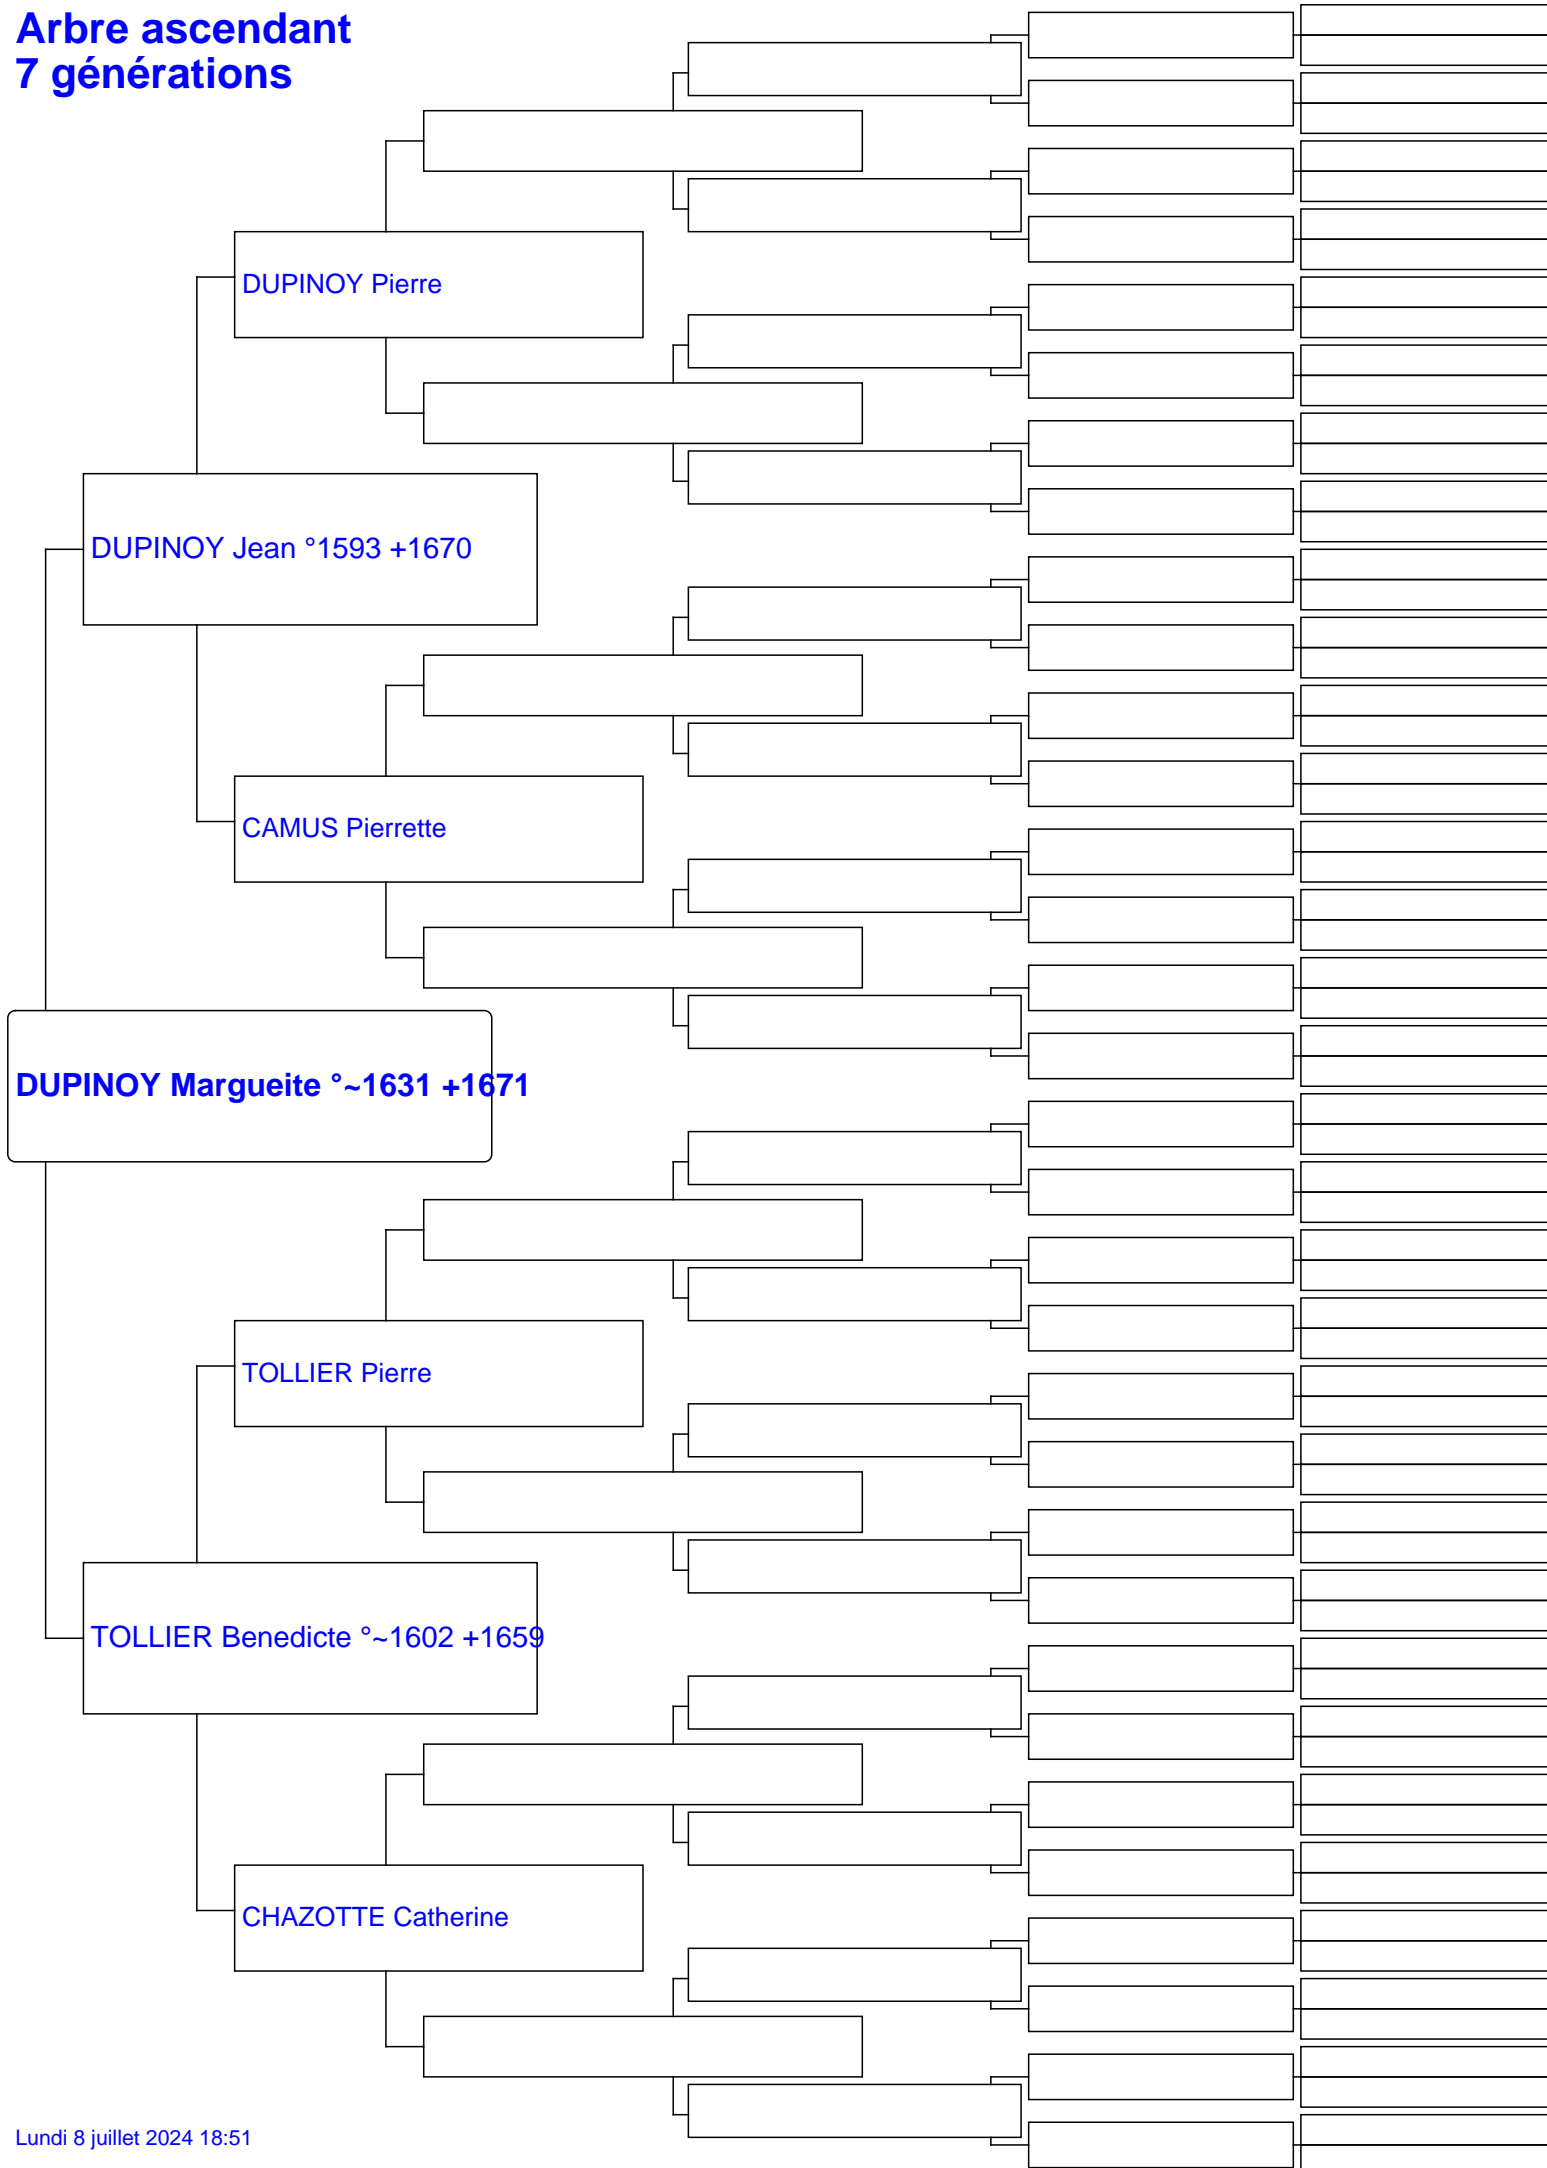 Arbre ascendant
7 générations
DUPINOY Pierre
DUPINOY Jean °1593 +1670
CAMUS Pierrette
DUPINOY Margueite °~1631 +1671
TOLLIER Pierre
TOLLIER Benedicte °~1602 +1659
CHAZOTTE Catherine
Lundi 8 juillet 2024 18:51